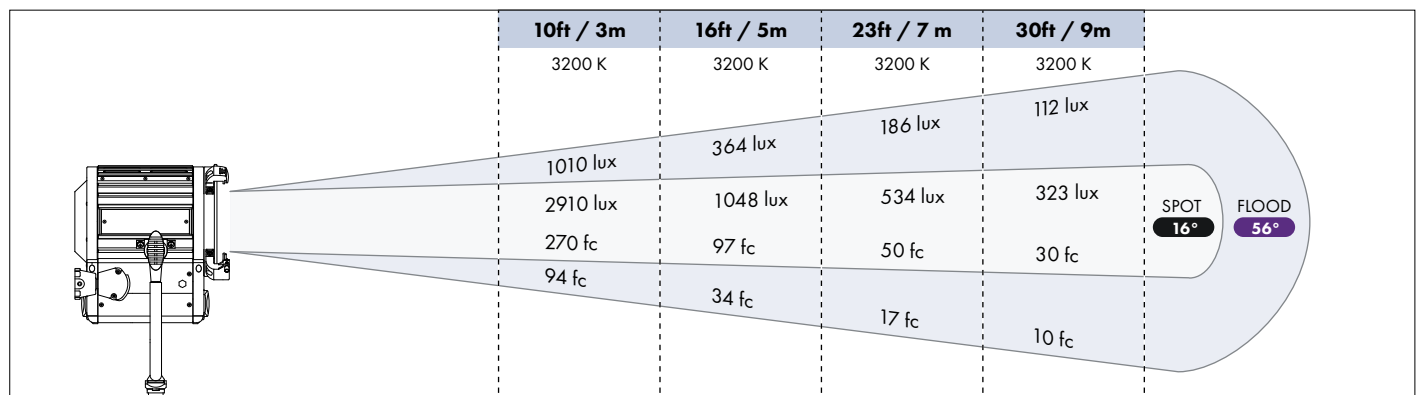 10ft / 3m 16ft / 5m 23ft / 7 m 30ft / 9m
3200 K 3200 K 3200 K 3200 K
1010 lux 364 lux 186 lux 112 lux
2910 lux 1048 lux 534 lux 323 lux
270 fc 97 fc 50 fc 30 fc
94 fc 34 fc 17 fc 10 fc
SPOT FLOOD
16° 56°